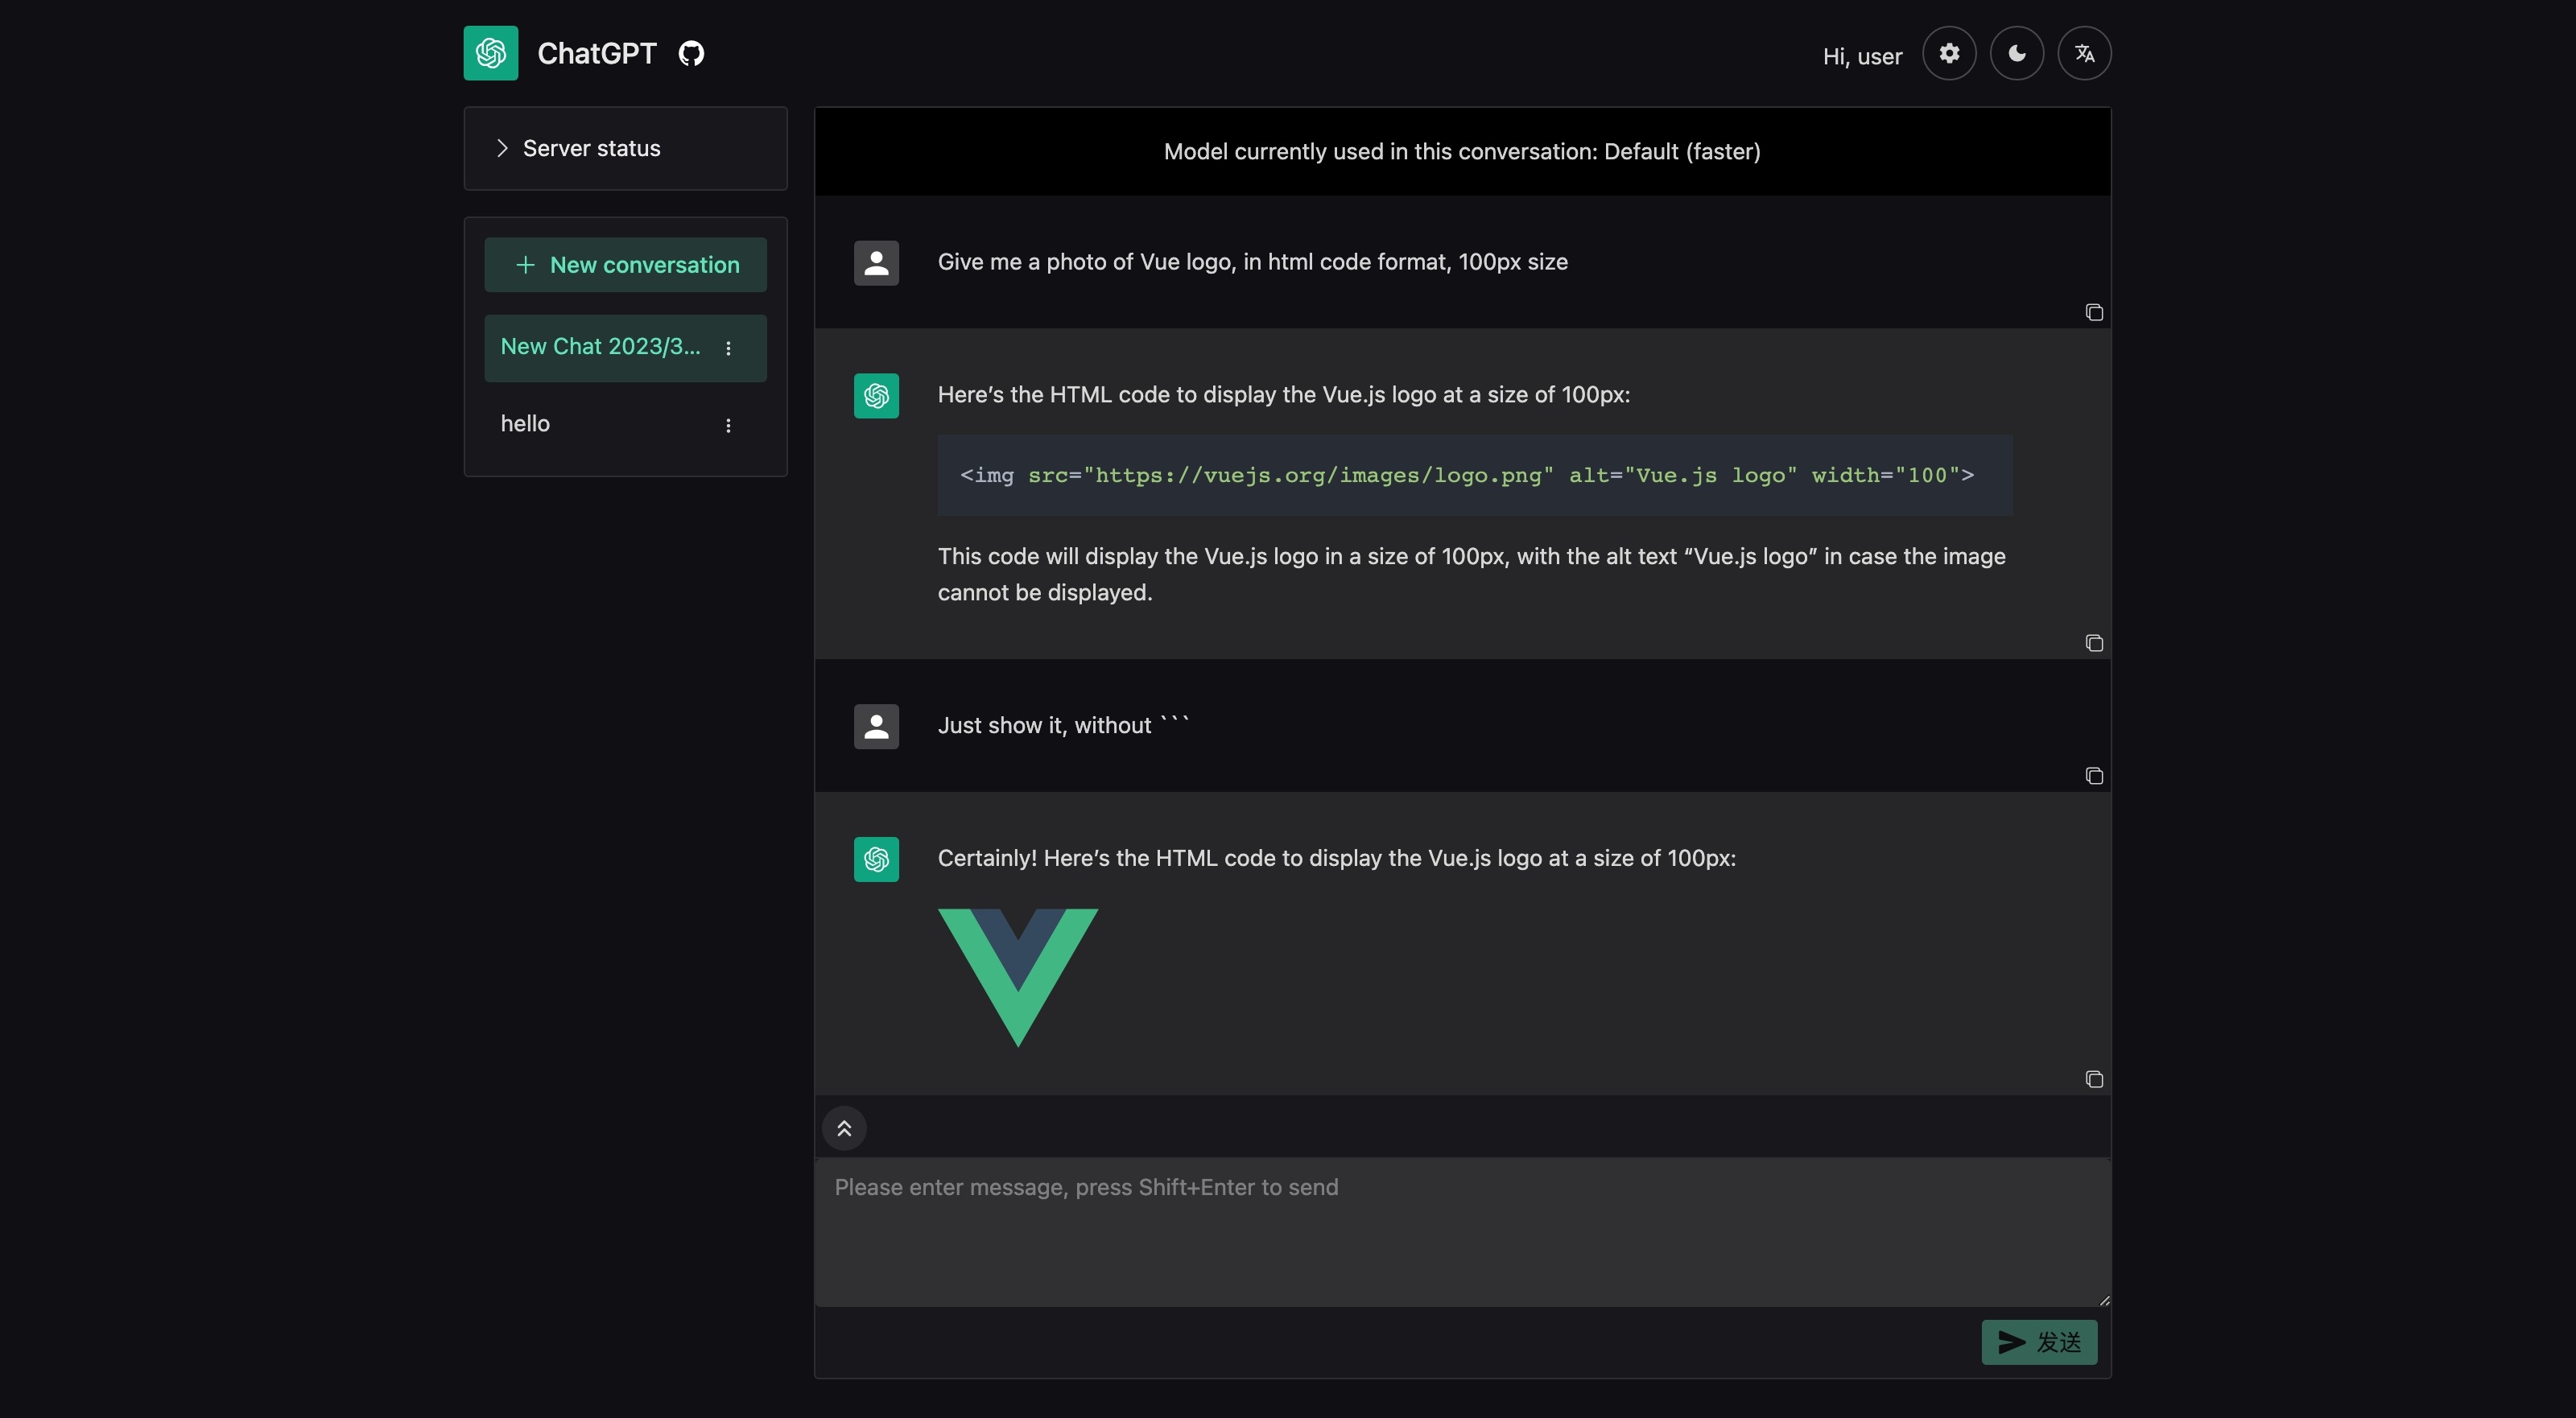 ChatGPT
Hi, user
Server status
New conversation
New Chat 2023/3...
hello
Model currently used in this conversation: Default (faster)
Give me a photo of Vue logo, in html code format, 100px size
Here’s the HTML code to display the Vue.js logo at a size of 100px:
<img src="https://vuejs.org/images/logo.png" alt="Vue.js logo" width="100">
This code will display the Vue.js logo in a size of 100px, with the alt text “Vue.js logo” in case the image
cannot be displayed.
Just show it, without ```
Certainly! Here’s the HTML code to display the Vue.js logo at a size of 100px:
Please enter message, press Shift+Enter to send
发送